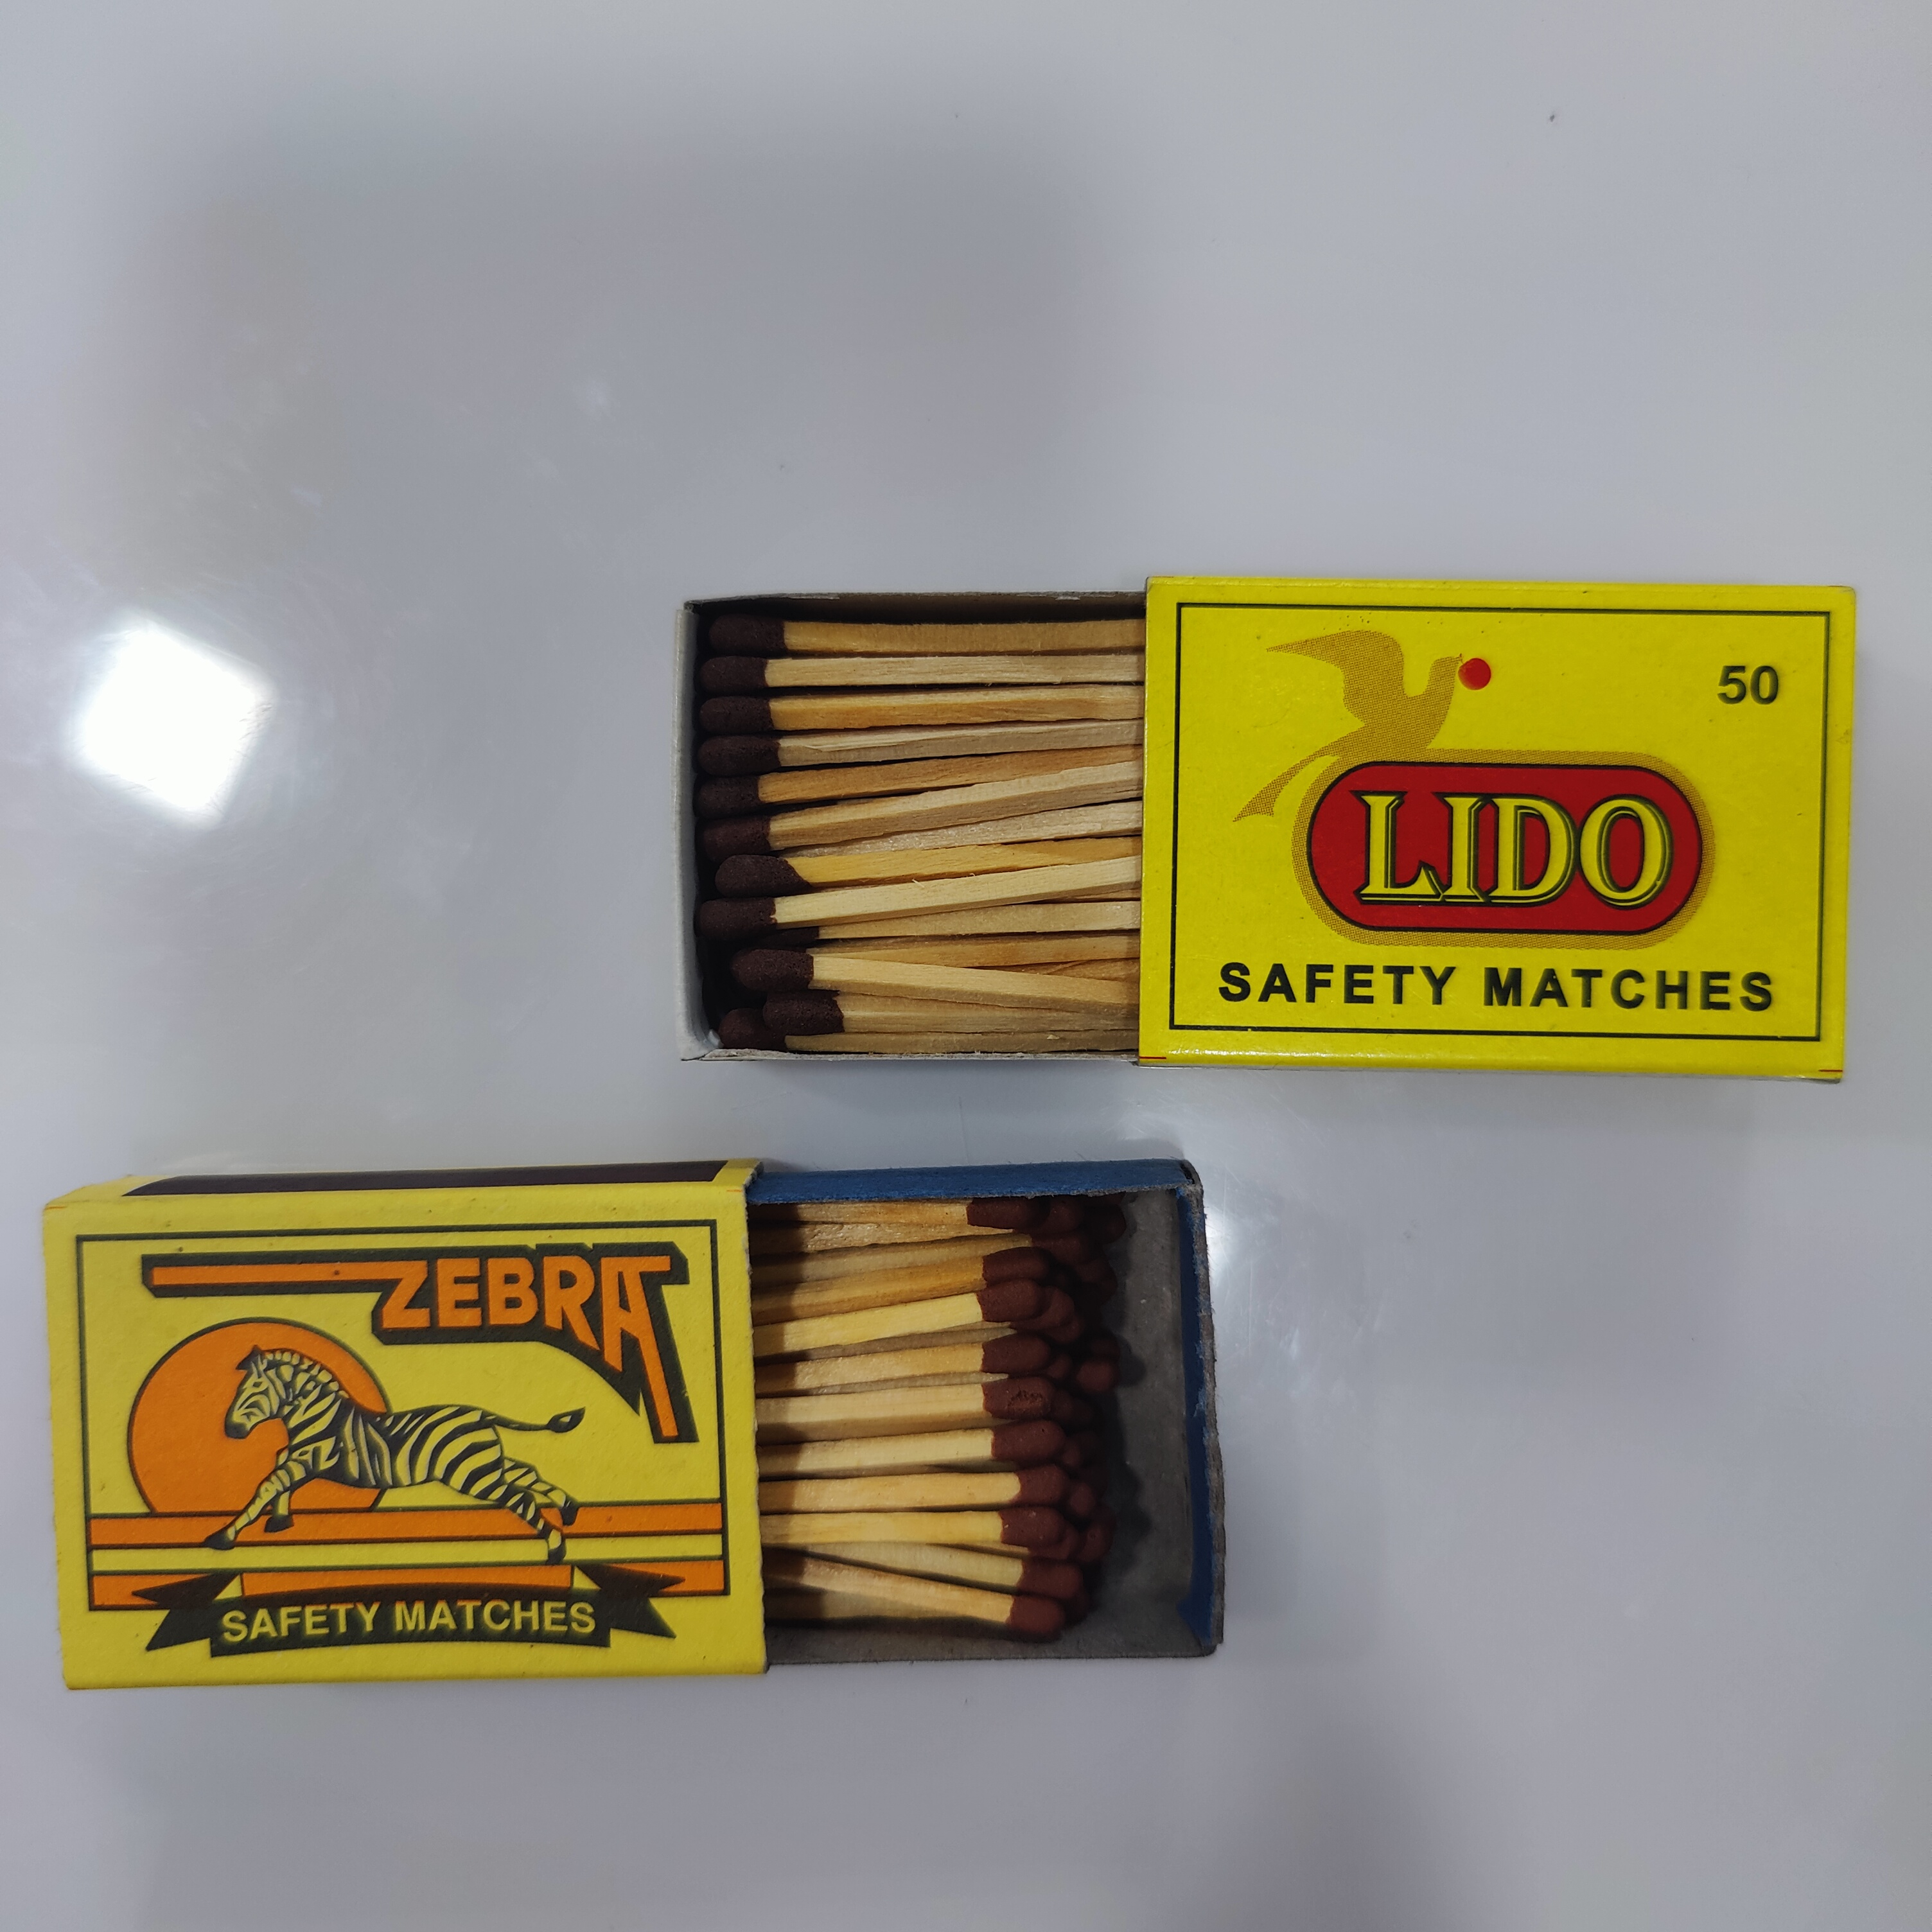 50
LIDO
SAFETY MATCHES
ZEBRA
SAFETY MATCHES